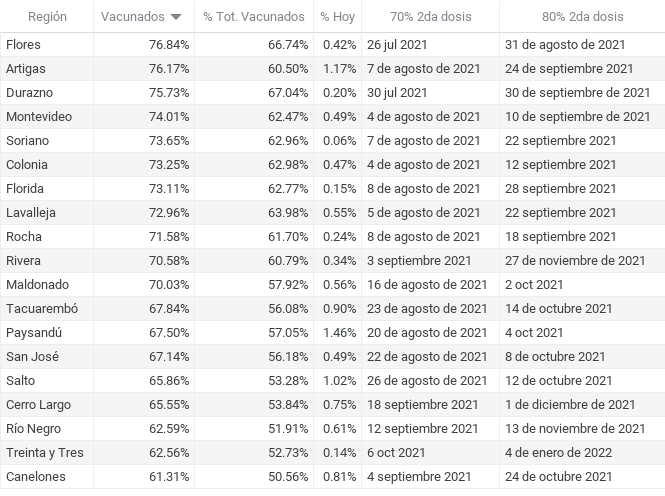 Región Vacunados % Tot. Vacunados % Hoy 70% 2da dosis 80% 2da dosis
Flores 76.84% 66.74% 0.42% 26 jul 2021 31 de agosto de 2021
Artigas 76.17% 60.50% 1.17% 7 de agosto de 2021 24 de septiembre 2021
Durazno 75.73% 67.04% 0.20% 30 jul 2021 30 de septiembre de 2021
Montevideo 74.01% 62.47% 0.49% 4 de agosto de 2021 10 de septiembre de 2021
Soriano 73.65% 62.96% 0.06% 7 de agosto de 2021 22 septiembre 2021
Colonia 73.25% 62.98% 0.47% 4 de agosto de 2021 12 septiembre 2021
Florida 73.11% 62.77% 0.15% 8 de agosto de 2021 28 septiembre 2021
Lavalleja 72.96% 63.98% 0.55% 5 de agosto de 2021 22 septiembre 2021
Rocha 71.58% 61.70% 0.24% 8 de agosto de 2021 18 septiembre 2021
Rivera 70.58% 60.79% 0.34% 3 septiembre 2021 27 de noviembre de 2021
Maldonado 70.03% 57.92% 0.56% 16 de agosto de 2021 2 oct 2021
Tacuarembó 67.84% 56.08% 0.90% 23 de agosto de 2021 14 de octubre 2021
Paysandú 67.50% 57.05% 1.46% 20 de agosto de 2021 4 oct 2021
San José 67.14% 56.18% 0.49% 22 de agosto de 2021 8 de octubre 2021
Salto 65.86% 53.28% 1.02% 26 de agosto de 2021 12 de octubre 2021
Cerro Largo 65.55% 53.84% 0.75% 18 septiembre 2021 1 de diciembre de 2021
Río Negro 62.59% 51.91% 0.61% 12 septiembre 2021 13 de noviembre de 2021
Treinta y Tres 62.56% 52.73% 0.14% 6 oct 2021 4 de enero de 2022
Canelones 61.31% 50.56% 0.81% 4 septiembre 2021 24 de octubre 2021